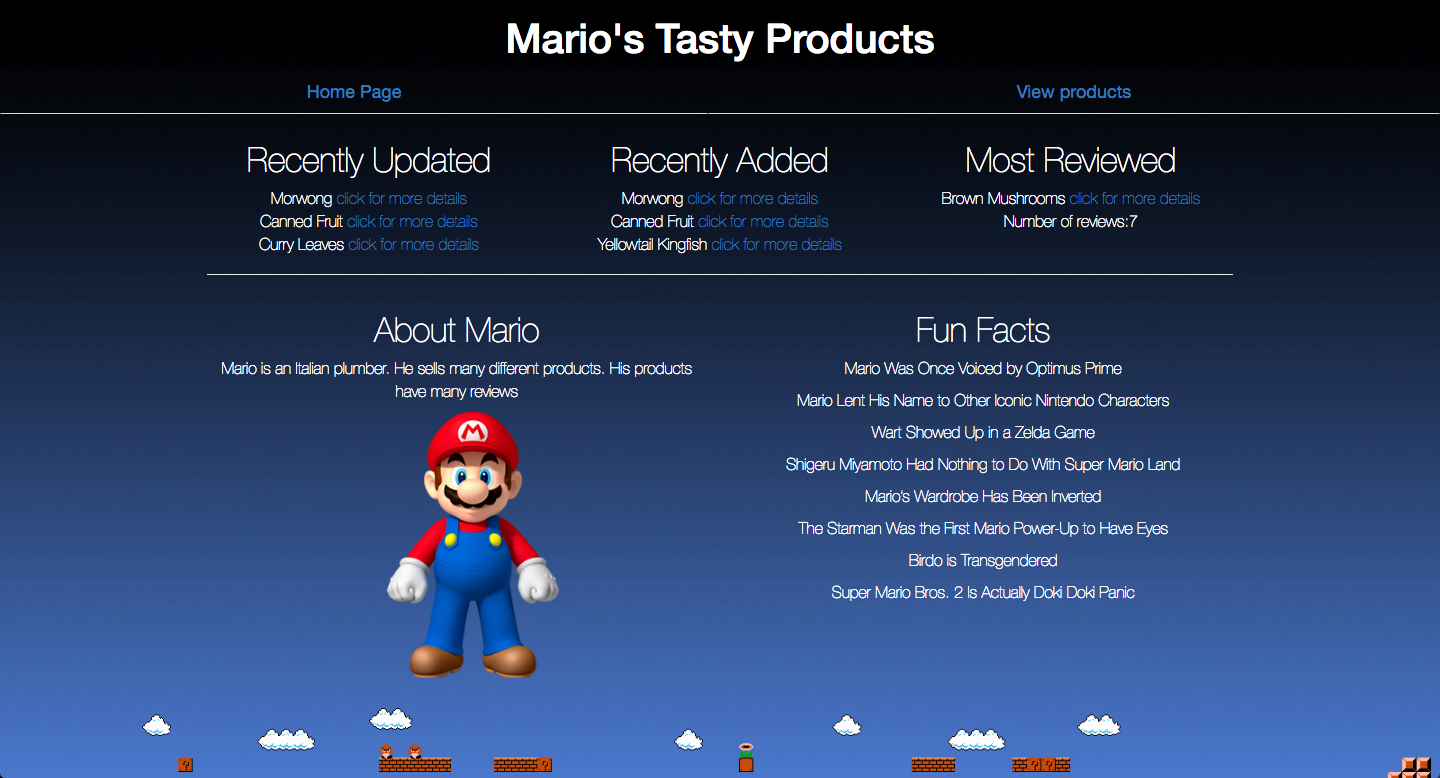 Mario's Tasty Products
Home Page
View products
Recently Updated
Morwong click for more details
Canned Fruit click for more details
Curry Leaves click for more details
Recently Added
Morwong click for more details
Canned Fruit click for more details
Yellowtail Kingfish click for more details
Most Reviewed
Brown Mushrooms click for more details
Number of reviews:7
About Mario
Mario is an Italian plumber. He sells many different products. His products
have many reviews
M
Fun Facts
Mario Was Once Voiced by Optimus Prime
Mario Lent His Name to Other Iconic Nintendo Characters
Wart Showed Up in a Zelda Game
Shigeru Miyamoto Had Nothing to Do With Super Mario Land
Mario's Wardrobe Has Been Inverted
The Starman Was the First Mario Power-Up to Have Eyes
Birdo is Transgendered
Super Mario Bros. 2 Is Actually Doki Doki Panic
? ? ? ?